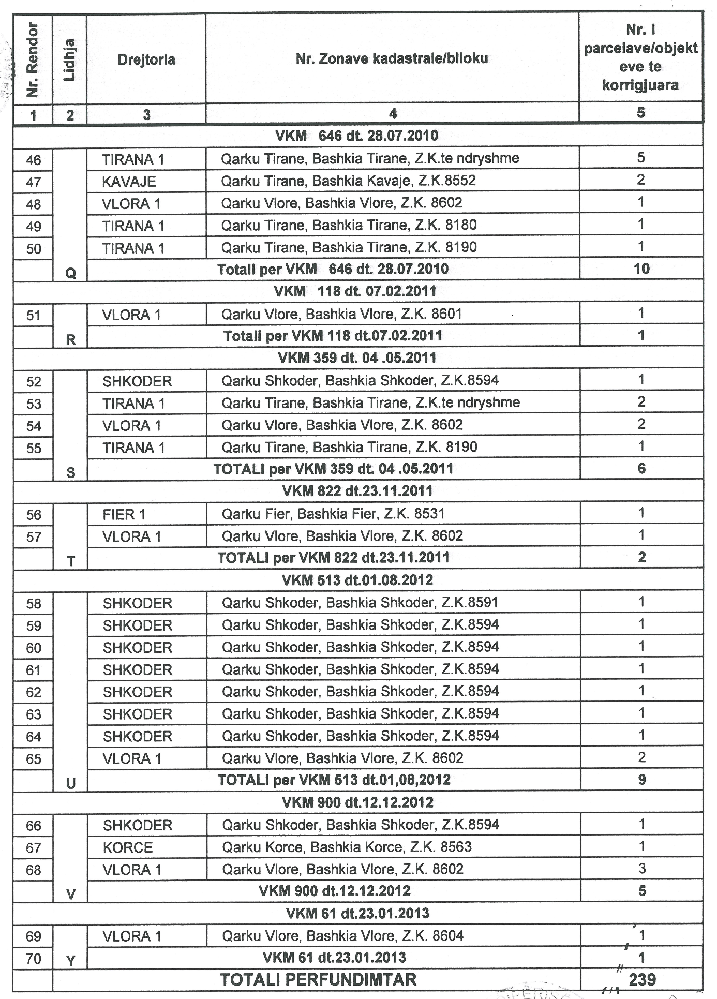 Nr. Rendor
Lidhja
Drejtoria
Nr. Zonave kadastrale/blloku
Nr. i
parcelave/objekt
eve te
korrigjuara
1 2 3 4 5
VKM 646 dt. 28.07.2010
46 TIRANA 1 Qarku Tirane, Bashkia Tirane, Z.K.te ndryshme 5
47 KAVAJE Qarku Tirane, Bashkia Kavaje, Z.K.8552 2
48 VLORA 1 Qarku Vlore, Bashkia Vlore, Z.K. 8602 1
49 TIRANA 1 Qarku Tirane, Bashkia Tirane, Z.K. 8180 1
50 TIRANA 1 Qarku Tirane, Bashkia Tirane, Z.K. 8190 1
Q Totali per VKM 646 dt. 28.07.2010 10
VKM 118 dt. 07.02.2011
51 VLORA 1 Qarku Vlore, Bashkia Vlore, Z.K. 8601 1
R Totali per VKM 118 dt.07.02.2011 1
VKM 359 dt. 04 .05.2011
52 SHKODER Qarku Shkoder, Bashkia Shkoder, Z.K.8594 1
53 TIRANA 1 Qarku Tirane, Bashkia Tirane, Z.K.te ndryshme 2
54 VLORA 1 Qarku Vlore, Bashkia Vlore, Z.K. 8602 2
55 TIRANA 1 Qarku Tirane, Bashkia Tirane, Z.K. 8190 1
S TOTALI per VKM 359 dt. 04 .05.2011 6
VKM 822 dt.23.11.2011
56 FIER 1 Qarku Fier, Bashkia Fier, Z.K. 8531 1
57 VLORA 1 Qarku Vlore, Bashkia Vlore, Z.K. 8602 1
T TOTALI per VKM 822 dt.23.11.2011 2
VKM 513 dt.01.08.2012
58 SHKODER Qarku Shkoder, Bashkia Shkoder, Z.K.8591 1
59 SHKODER Qarku Shkoder, Bashkia Shkoder, Z.K.8594 1
60 SHKODER Qarku Shkoder, Bashkia Shkoder, Z.K.8594 1
61 SHKODER Qarku Shkoder, Bashkia Shkoder, Z.K.8594 1
62 SHKODER Qarku Shkoder, Bashkia Shkoder, Z.K.8594 1
63 SHKODER Qarku Shkoder, Bashkia Shkoder, Z.K.8594 1
64 SHKODER Qarku Shkoder, Bashkia Shkoder, Z.K.8594 1
65 VLORA 1 Qarku Vlore, Bashkia Vlore, Z.K. 8602 2
U TOTALI per VKM 513 dt.01,08,2012 9
VKM 900 dt.12.12.2012
66 SHKODER Qarku Shkoder, Bashkia Shkoder, Z.K.8594 1
67 KORCE Qarku Korce, Bashkia Korce, Z.K. 8563 1
68 VLORA 1 Qarku Vlore, Bashkia Vlore, Z.K. 8602 3
V VKM 900 dt.12.12.2012 5
VKM 61 dt.23.01.2013
69 VLORA 1 Qarku Vlore, Bashkia Vlore, Z.K. 8604 1
70 Y VKM 61 dt.23.01.2013 1
TOTALI PERFUNDIMTAR 239